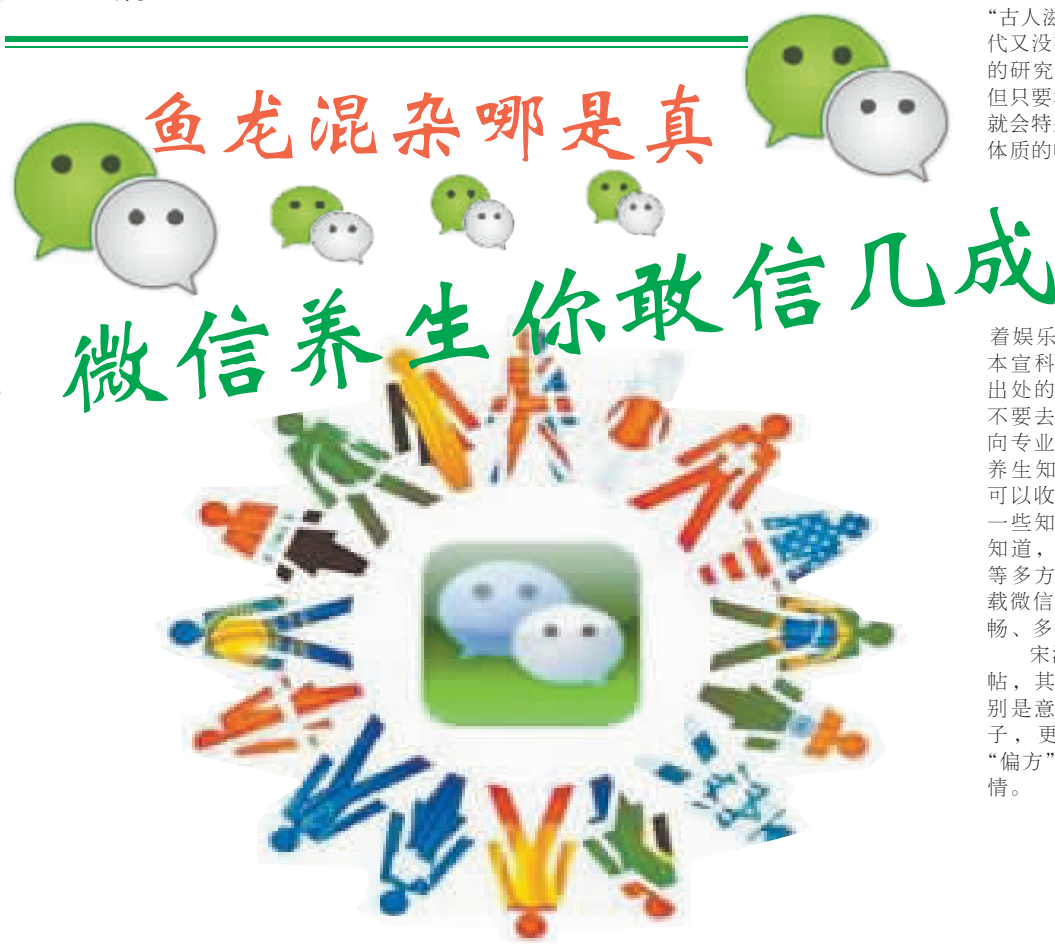 鱼龙混杂哪是真
微信养生你敢信几成
“古人
代又没
的研究
但只要
就会特
体质的
着娱乐
本宣科
出处的
不要去
向专业
养生知
可以收
一些知
知道，
等多方
载微信
畅、多
宋
帖，其
别是意
子，更
“偏方”
情。